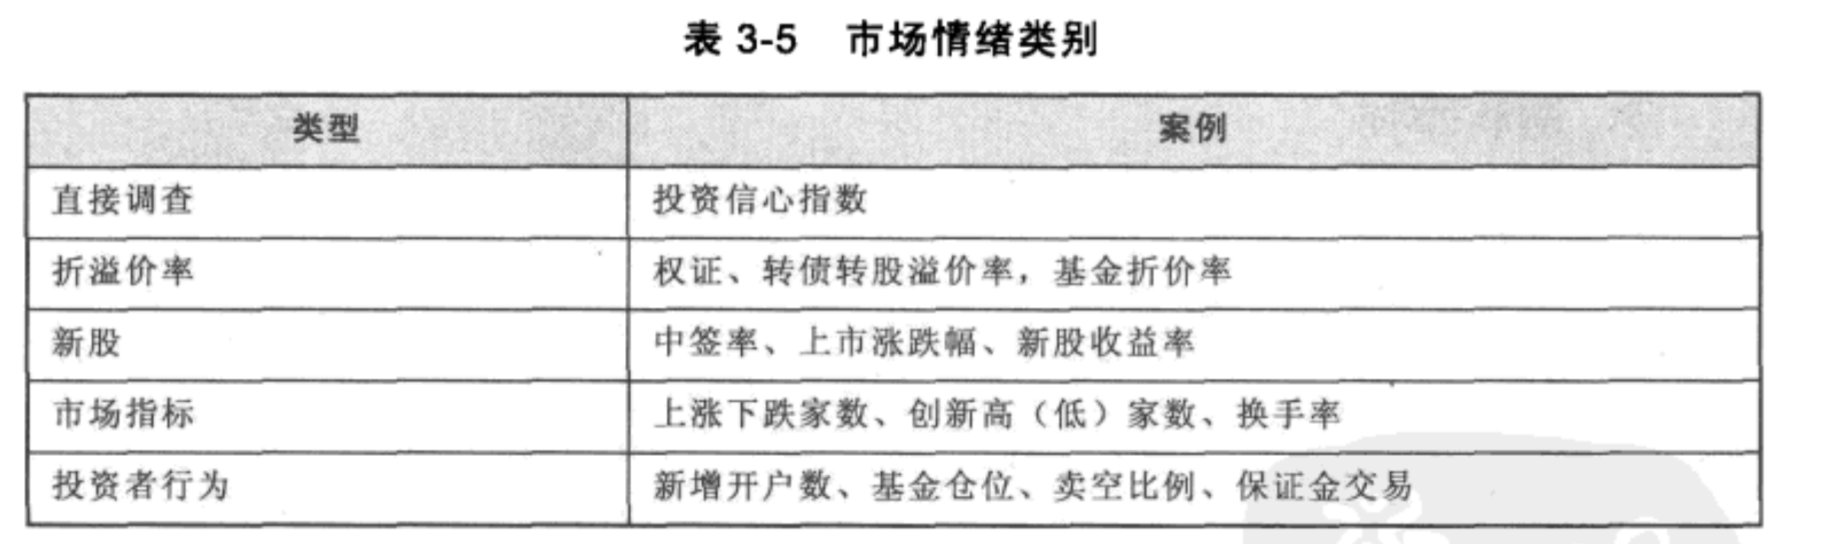 表 3-5 市场情绪类别
类型 案例
直接调查 投资信心指数
折溢价率 权证、转债转股溢价率，基金折价率
新股 中签率、上市涨跌幅、新股收益率
市场指标 上涨下跌家数、创新高（低）家数、换手率
投资者行为 新增开户数、基金仓位、卖空比例、保证金交易